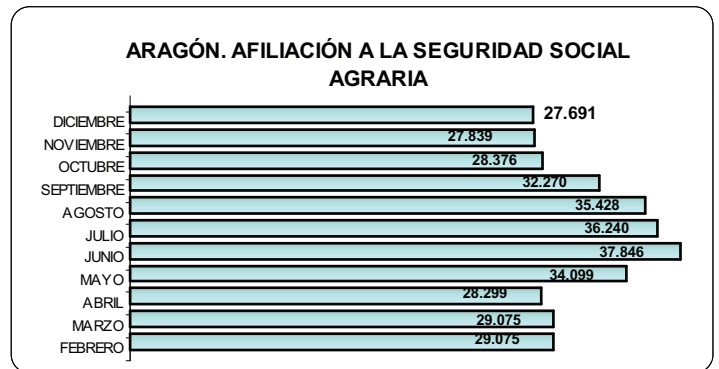 ARAGÓN. AFILIACIÓN A LA SEGURIDAD SOCIAL
AGRARIA
DICIEMBRE 27.691
NOVIEMBRE 27.839
OCTUBRE 28.376
SEPTIEMBRE 32.270
AGOSTO 35.428
JULIO 36.240
JUNIO 37.846
MAYO 34.099
ABRIL 28.299
MARZO 29.075
FEBRERO 29.075